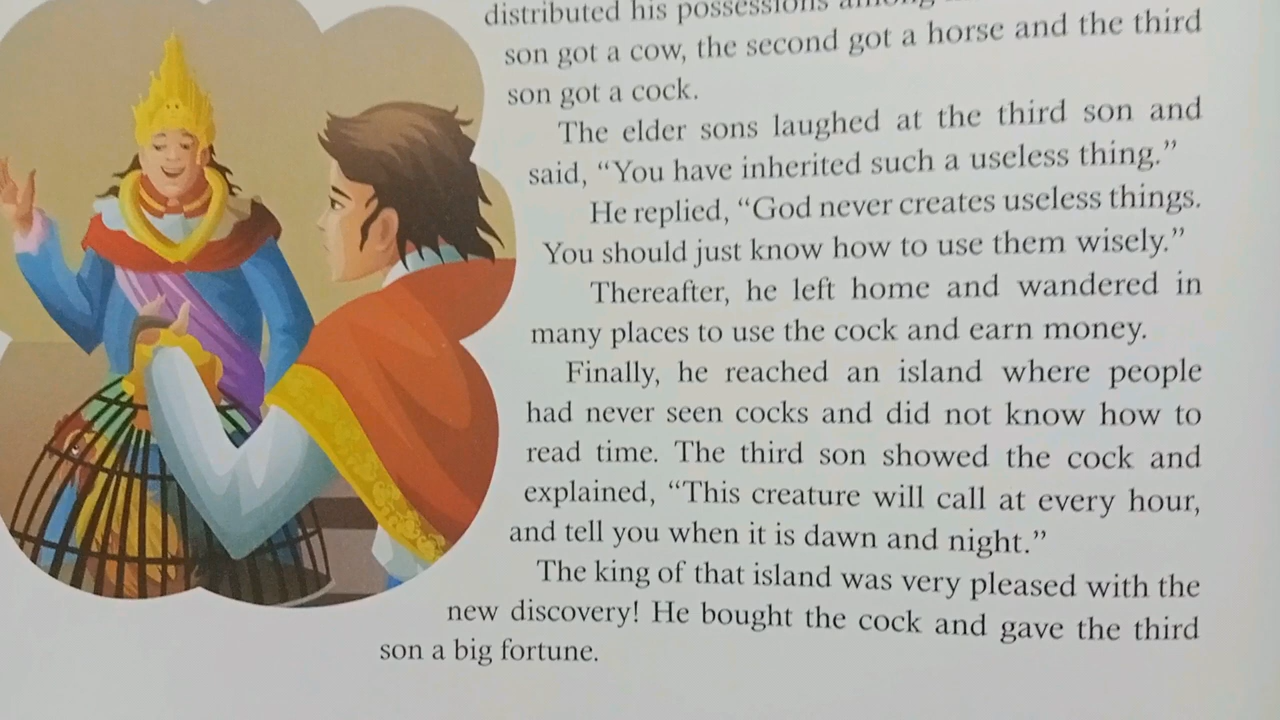 distributed his possessions among
son got a cow, the second got a horse and the third
son got a cock.
The elder sons laughed at the third son and
said, “You have inherited such a useless thing.”
He replied, “God never creates useless things.
You should just know how to use them wisely.”
Thereafter, he left home and wandered in
many places to use the cock and earn money.
Finally, he reached an island where people
had never seen cocks and did not know how to
read time. The third son showed the cock and
explained, “This creature will call at every hour,
and tell you when it is dawn and night.”
The king of that island was very pleased with the
new discovery! He bought the cock and gave the third
son a big fortune.